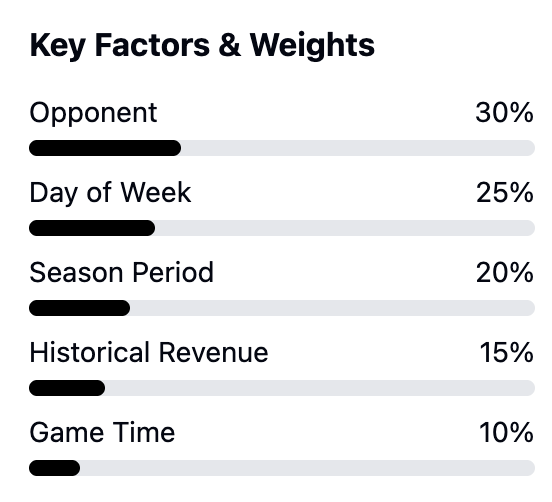 Key Factors & Weights
Opponent 30%
Day of Week 25%
Season Period 20%
Historical Revenue 15%
Game Time 10%